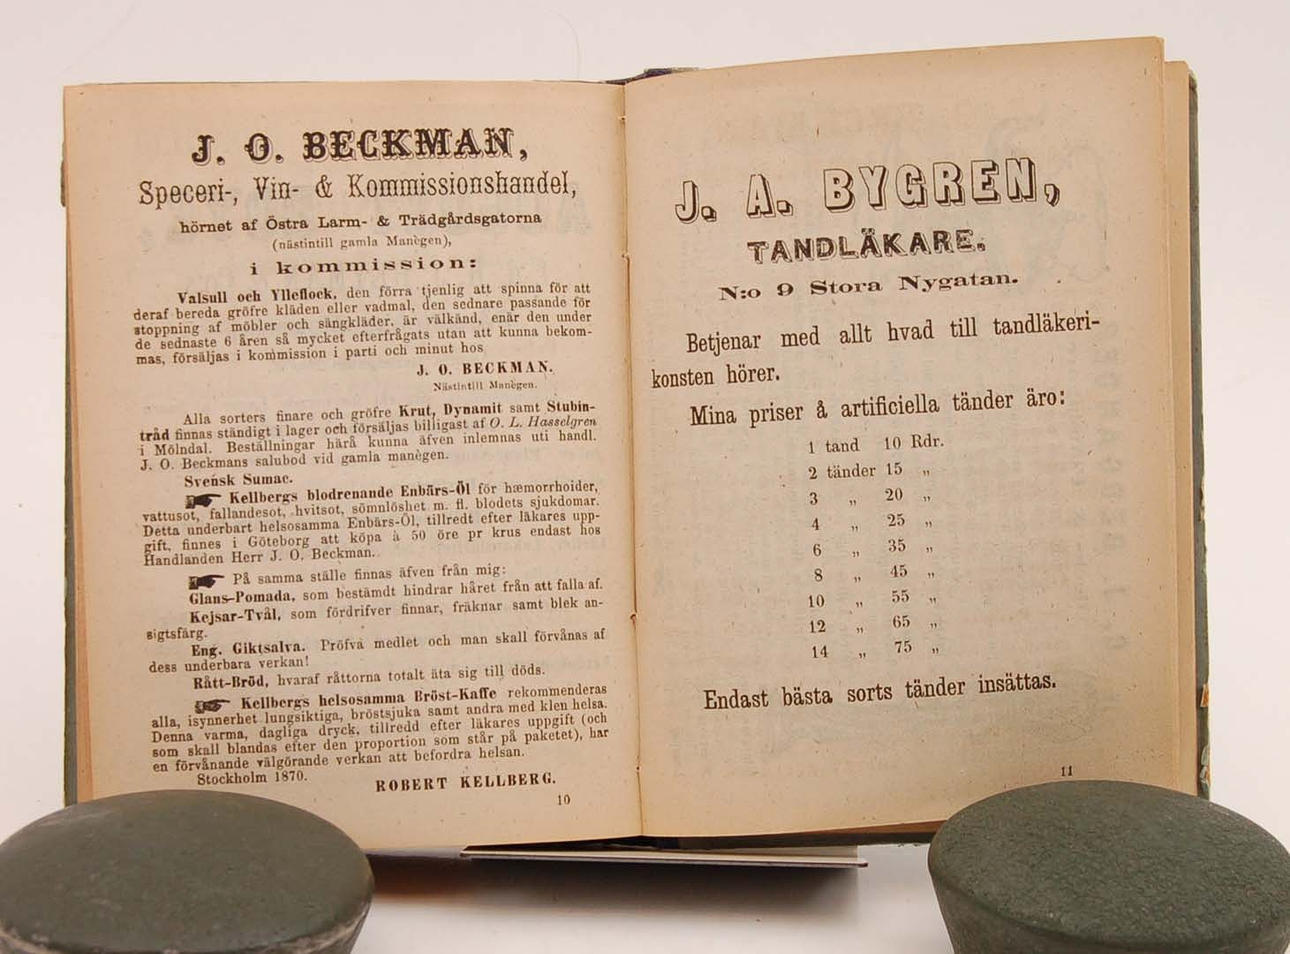 J. O. BECKMAN,
Speceri-, Vin- & Kommissionshandel,
hörnet af Östra Larm- & Trädgårdsgatorna
(nästintill gamla Manègen),
i kommission:
Valsull och Ylleflock, den förra tjenlig att spinna för att
deraf bereda gröfre kläden eller vadmal, den sednare passande för
stoppning af möbler och sängkläder, är välkänd, enär den under
de sednaste 6 åren så mycket efterfrågats utan att kunna bekom-
mas, försäljas i kommission i parti och minut hos
J. O. BECKMAN.
Nästintill Manègen.
Alla sorters finare och gröfre Krut, Dynamit samt Stubin-
tråd finnas ständigt i lager och försäljas billigast af O. L. Hasselgren
i Mölndal. Beställningar härå kunna äfven inlemnas uti handl.
J. O. Beckmans salubod vid gamla manègen.
Svensk Sumac.
Kellbergs blodrenande Enbärs-Öl för hæmorrhoider,
vattusot, fallandesot, hvitsot, sömnlöshet m. fl. blodets sjukdomar.
Detta underbart helsosamma Enbärs-Öl, tillredt efter läkares upp-
gift, finnes i Göteborg att köpa à 50 öre pr krus endast hos
Handlanden Herr J. O. Beckman.
På samma ställe finnas äfven från mig:
Glans-Pomada, som bestämdt hindrar håret från att falla af.
Kejsar-Tvål, som fördrifver finnar, fräknar samt blek an-
sigtsfärg.
Eng. Giktsalva. Pröfva medlet och man skall förvånas af
dess underbara verkan!
Rått-Bröd, hvaraf råttorna totalt äta sig till döds.
Kellbergs helsosamma Bröst-Kaffe rekommenderas
alla, isynnerhet lungsiktiga, bröstsjuka samt andra med klen helsa.
Denna varma, dagliga dryck, tillredd efter läkares uppgift (och
som skall blandas efter den proportion som står på paketet), har
en förvånande välgörande verkan att befordra helsan.
Stockholm 1870.
ROBERT KELLBERG.
10
J. A. BYGREN,
TANDLÄKARE.
N:o 9 Stora Nygatan.
Betjenar med allt hvad till tandläkeri-
konsten hörer.
Mina priser å artificiella tänder äro:
1 tand 10 Rdr.
2 tänder 15 „
3 „ 20 „
4 „ 25 „
6 „ 35 „
8 „ 45 „
10 „ 55 „
12 „ 65 „
14 „ 75 „
Endast bästa sorts tänder insättas.
11